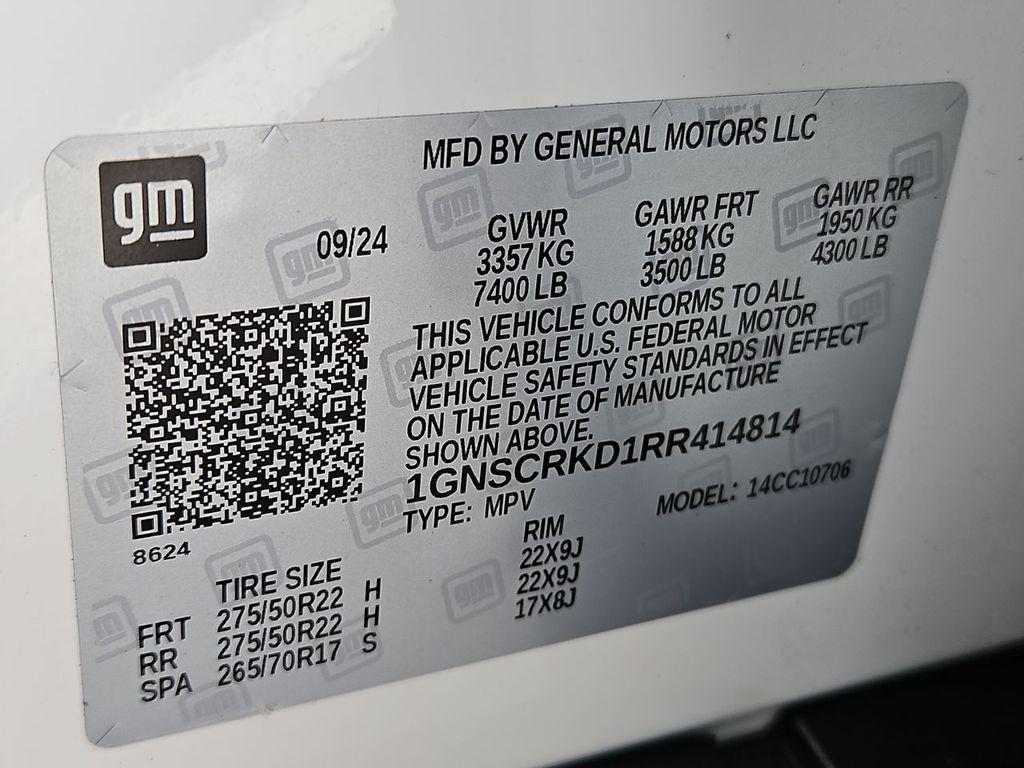 gm
MFD BY GENERAL MOTORS LLC
09/24
GVWR GAWR FRT GAWR RR
3357 KG 1588 KG 1950 KG
7400 LB 3500 LB 4300 LB
THIS VEHICLE CONFORMS TO ALL
APPLICABLE U.S. FEDERAL MOTOR
VEHICLE SAFETY STANDARDS IN EFFECT
ON THE DATE OF MANUFACTURE
SHOWN ABOVE.
1GNSCRKD1RR414814
TYPE: MPV MODEL: 14CC10706
8624
TIRE SIZE RIM
FRT 275/50R22 H 22X9J
RR 275/50R22 H 22X9J
SPA 265/70R17 S 17X8J